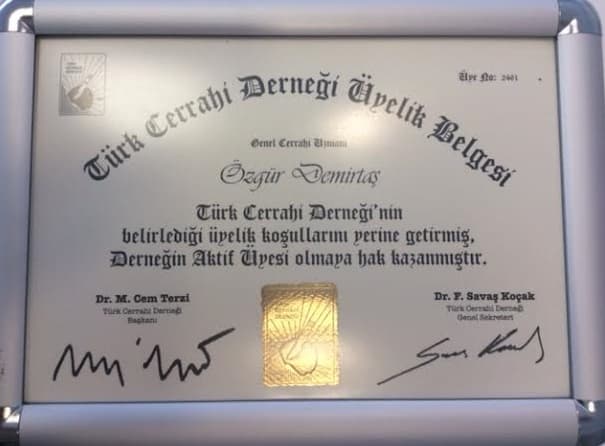 Üye No: 2401
Türk Cerrahi Derneği Üyelik Belgesi
Genel Cerrahi Uzmanı
Özgür Demirtaş
Türk Cerrahi Derneği'nin
belirlediği üyelik koşullarını yerine getirmiş,
Derneğin Aktif Üyesi olmaya hak kazanmıştır.
Dr. M. Cem Terzi
Türk Cerrahi Derneği
Başkanı
Dr. F. Savaş Koçak
Türk Cerrahi Derneği
Genel Sekreteri